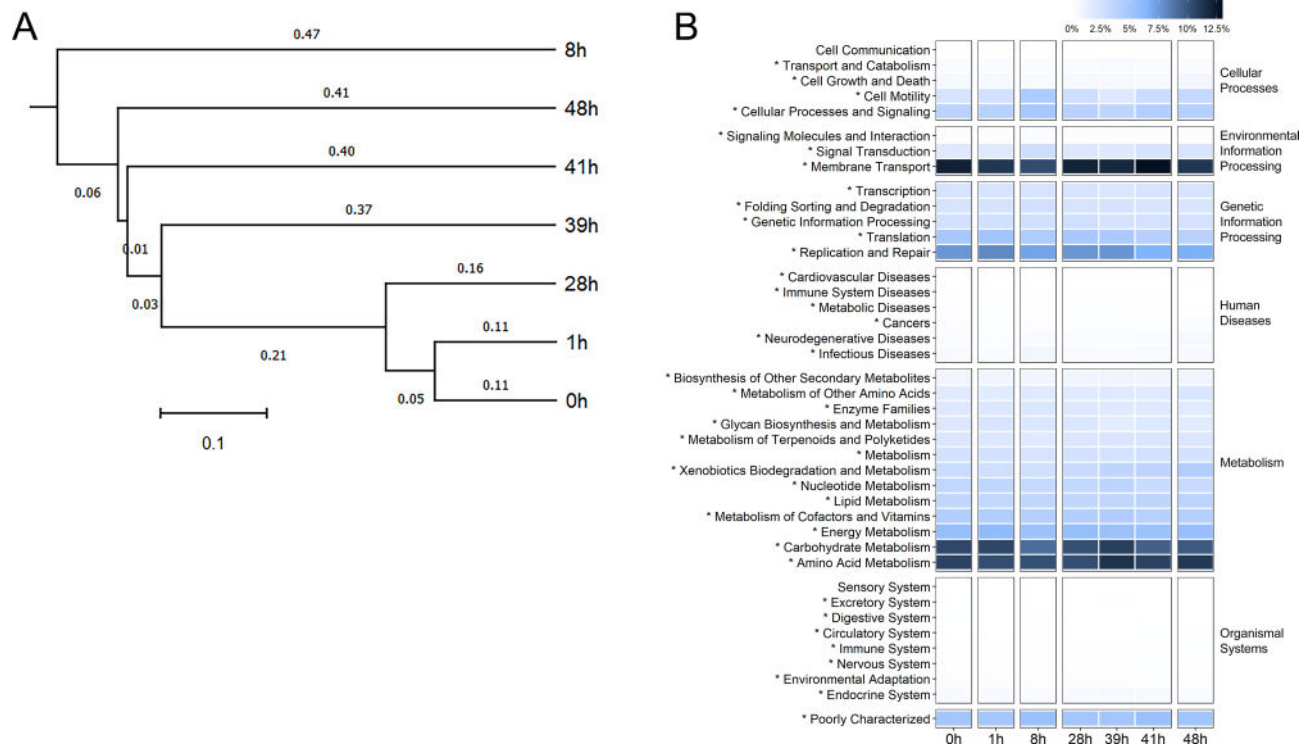 A
0.47
8h
0.41
48h
0.40
41h
0.06
0.37
39h
0.01
0.16
28h
0.03
0.11
1h
0.21
0.11
0h
0.05
0.1
B
0% 2.5% 5% 7.5% 10% 12.5%
Cell Communication
* Transport and Catabolism
* Cell Growth and Death
* Cell Motility
* Cellular Processes and Signaling
Cellular
Processes
* Signaling Molecules and Interaction
* Signal Transduction
* Membrane Transport
Environmental
Information
Processing
* Transcription
* Folding Sorting and Degradation
* Genetic Information Processing
* Translation
* Replication and Repair
Genetic
Information
Processing
* Cardiovascular Diseases
* Immune System Diseases
* Metabolic Diseases
* Cancers
* Neurodegenerative Diseases
* Infectious Diseases
Human
Diseases
* Biosynthesis of Other Secondary Metabolites
* Metabolism of Other Amino Acids
* Enzyme Families
* Glycan Biosynthesis and Metabolism
* Metabolism of Terpenoids and Polyketides
* Metabolism
* Xenobiotics Biodegradation and Metabolism
* Nucleotide Metabolism
* Lipid Metabolism
* Metabolism of Cofactors and Vitamins
* Energy Metabolism
* Carbohydrate Metabolism
* Amino Acid Metabolism
Metabolism
Sensory System
* Excretory System
* Digestive System
* Circulatory System
* Immune System
* Nervous System
* Environmental Adaptation
* Endocrine System
Organismal
Systems
* Poorly Characterized
0h 1h 8h 28h 39h 41h 48h